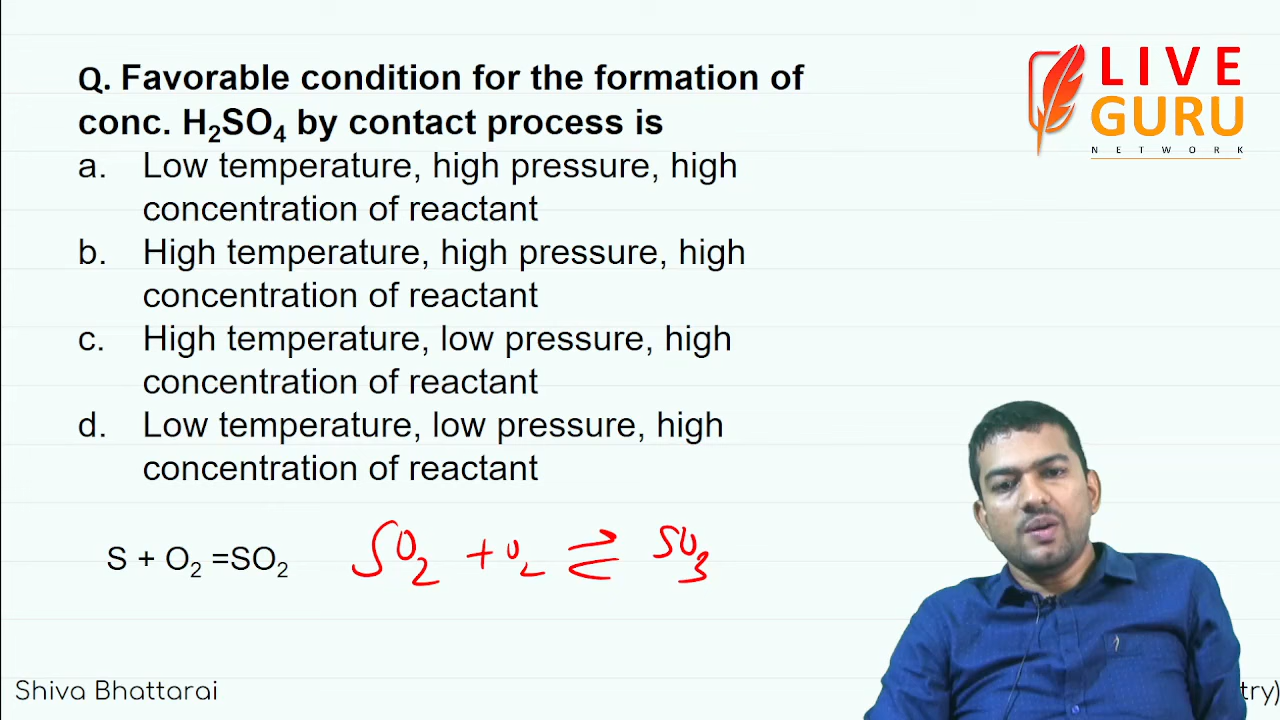 Q. Favorable condition for the formation of
conc. H₂SO₄ by contact process is
a. Low temperature, high pressure, high
concentration of reactant
b. High temperature, high pressure, high
concentration of reactant
c. High temperature, low pressure, high
concentration of reactant
d. Low temperature, low pressure, high
concentration of reactant
S + O₂ =SO₂
SO₂ + O₂ ⇌ SO₃
LIVE
GURU
NETWORK
Shiva Bhattarai
try)